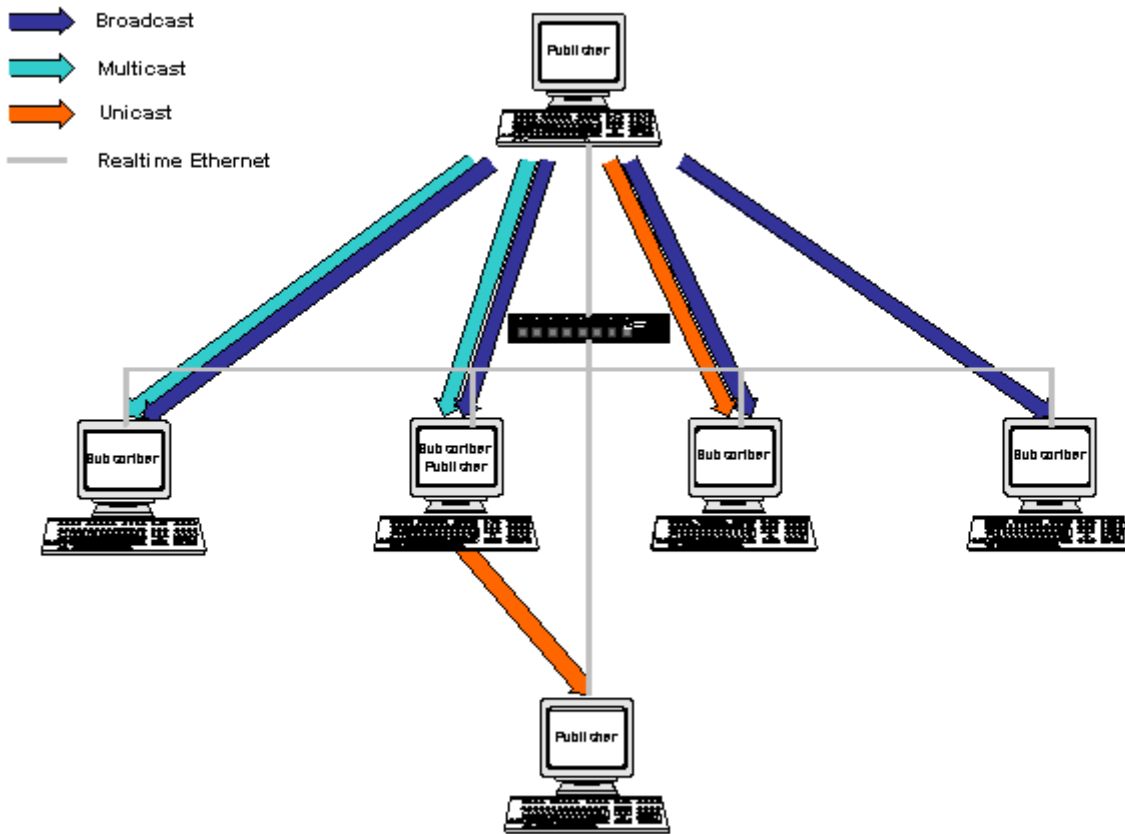 Broadcast
Publisher
Multicast
Unicast
Realtime Ethernet
Subscriber
Subscriber
Publisher
Subscriber
Subscriber
Publisher